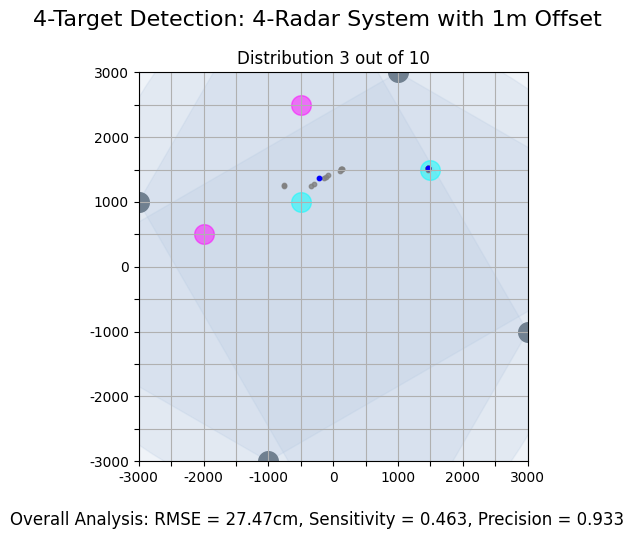 4-Target Detection: 4-Radar System with 1m Offset
Distribution 3 out of 10
3000
2000
1000
0
-1000
-2000
-3000
-3000 -2000 -1000 0 1000 2000 3000
Overall Analysis: RMSE = 27.47cm, Sensitivity = 0.463, Precision = 0.933